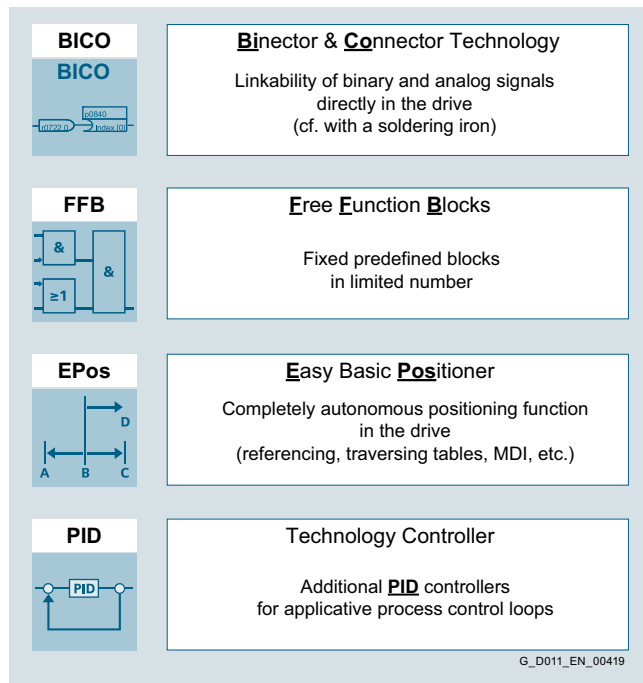 BICO
Binector & Connector Technology
BICO
Linkability of binary and analog signals
directly in the drive
(cf. with a soldering iron)
p0840
r0722.0
Index [0]
FFB
Free Function Blocks
&
&
≥1
Fixed predefined blocks
in limited number
EPos
Easy Basic Positioner
D
A B C
Completely autonomous positioning function
in the drive
(referencing, traversing tables, MDI, etc.)
PID
Technology Controller
PID
Additional PID controllers
for applicative process control loops
G_D011_EN_00419